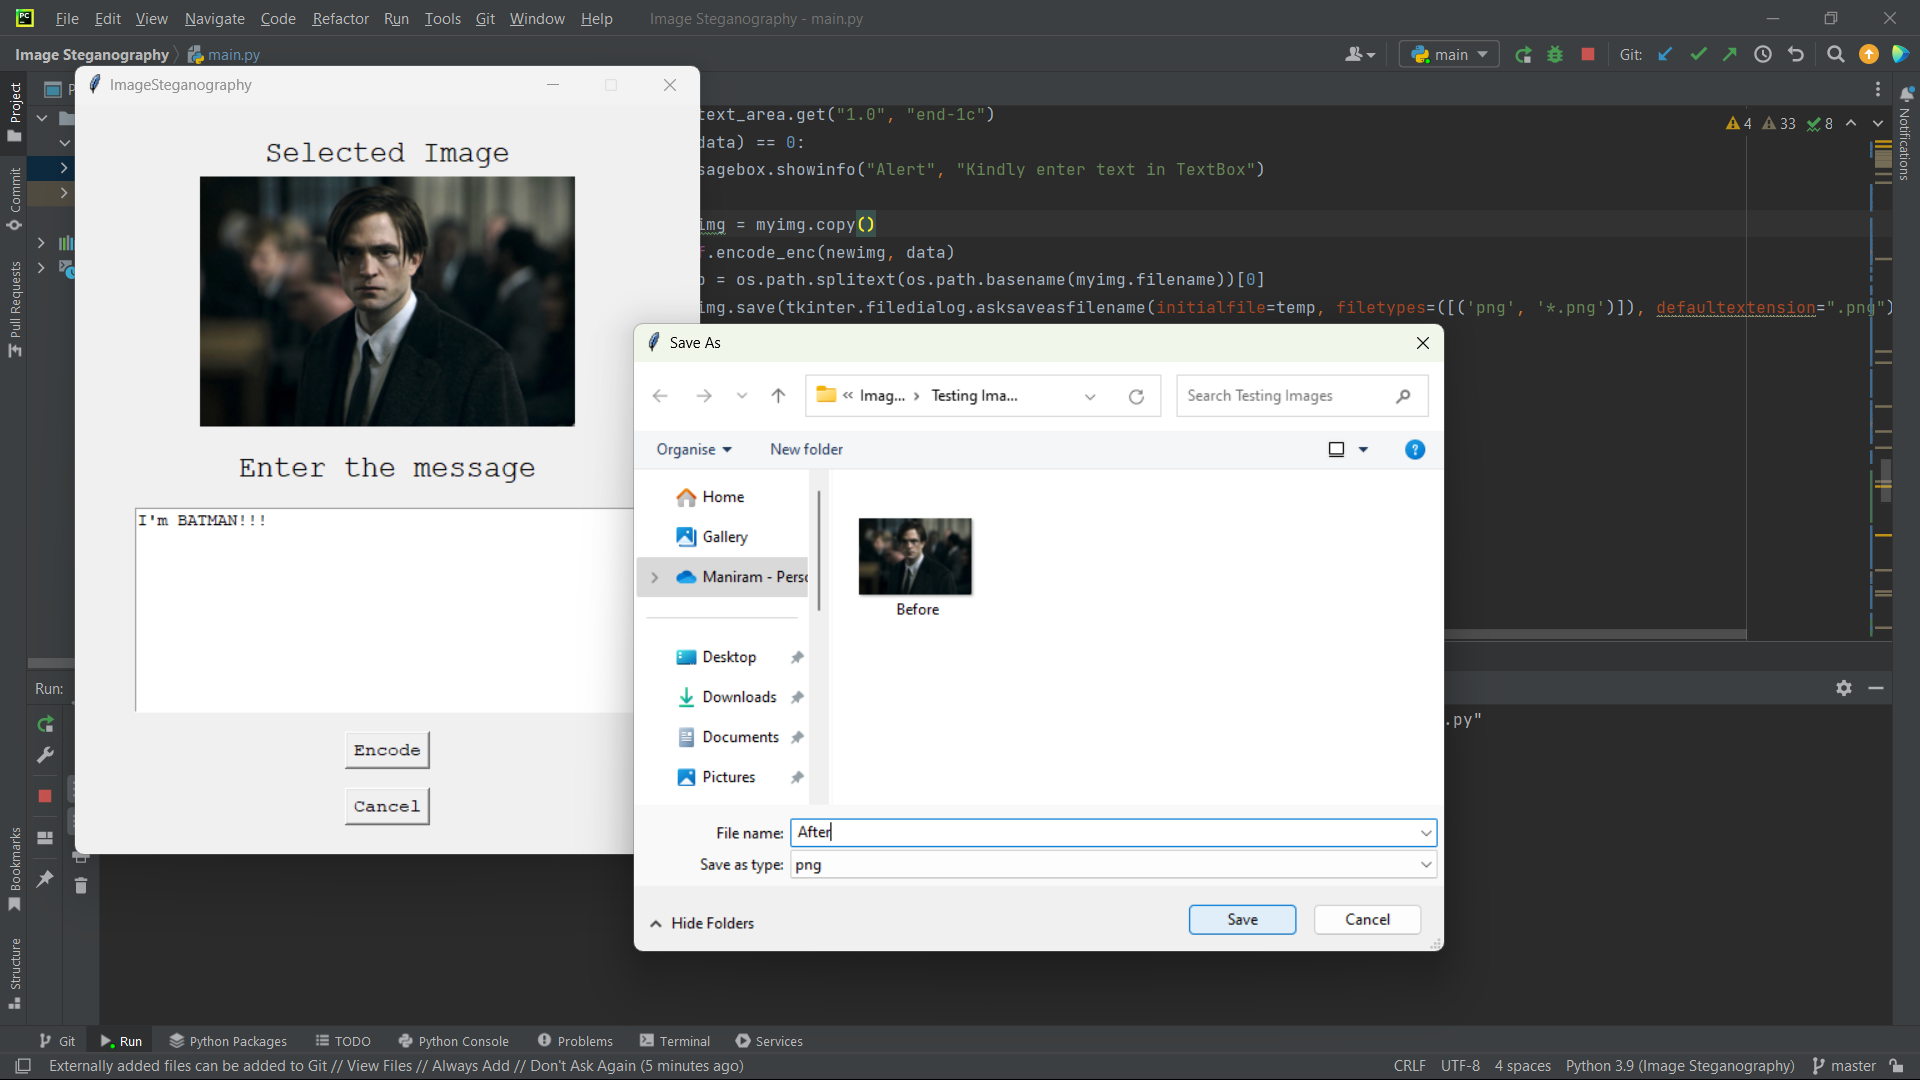 File Edit View Navigate Code Refactor Run Tools Git Window Help Image Steganography - main.py
Image Steganography main.py
main Git:
ImageSteganography
Selected Image
Enter the message
I'm BATMAN!!!
Encode
Cancel
text_area.get("1.0", "end-1c")
data) == 0:
sagebox.showinfo("Alert", "Kindly enter text in TextBox")
img = myimg.copy()
f.encode_enc(newimg, data)
p = os.path.splitext(os.path.basename(myimg.filename))[0]
img.save(tkinter.filedialog.asksaveasfilename(initialfile=temp, filetypes=([('png', '*.png')]), defaultextension=".png")
4 33 8
Save As
« Imag... › Testing Ima...
Search Testing Images
Organise New folder
Home
Gallery
Maniram - Perso
Desktop
Downloads
Documents
Pictures
Before
File name: After
Save as type: png
Hide Folders
Save Cancel
.py"
Project
Commit
Pull Requests
Bookmarks
Structure
Notifications
Run:
Git Run Python Packages TODO Python Console Problems Terminal Services
Externally added files can be added to Git // View Files // Always Add // Don't Ask Again (5 minutes ago)
CRLF UTF-8 4 spaces Python 3.9 (Image Steganography) master